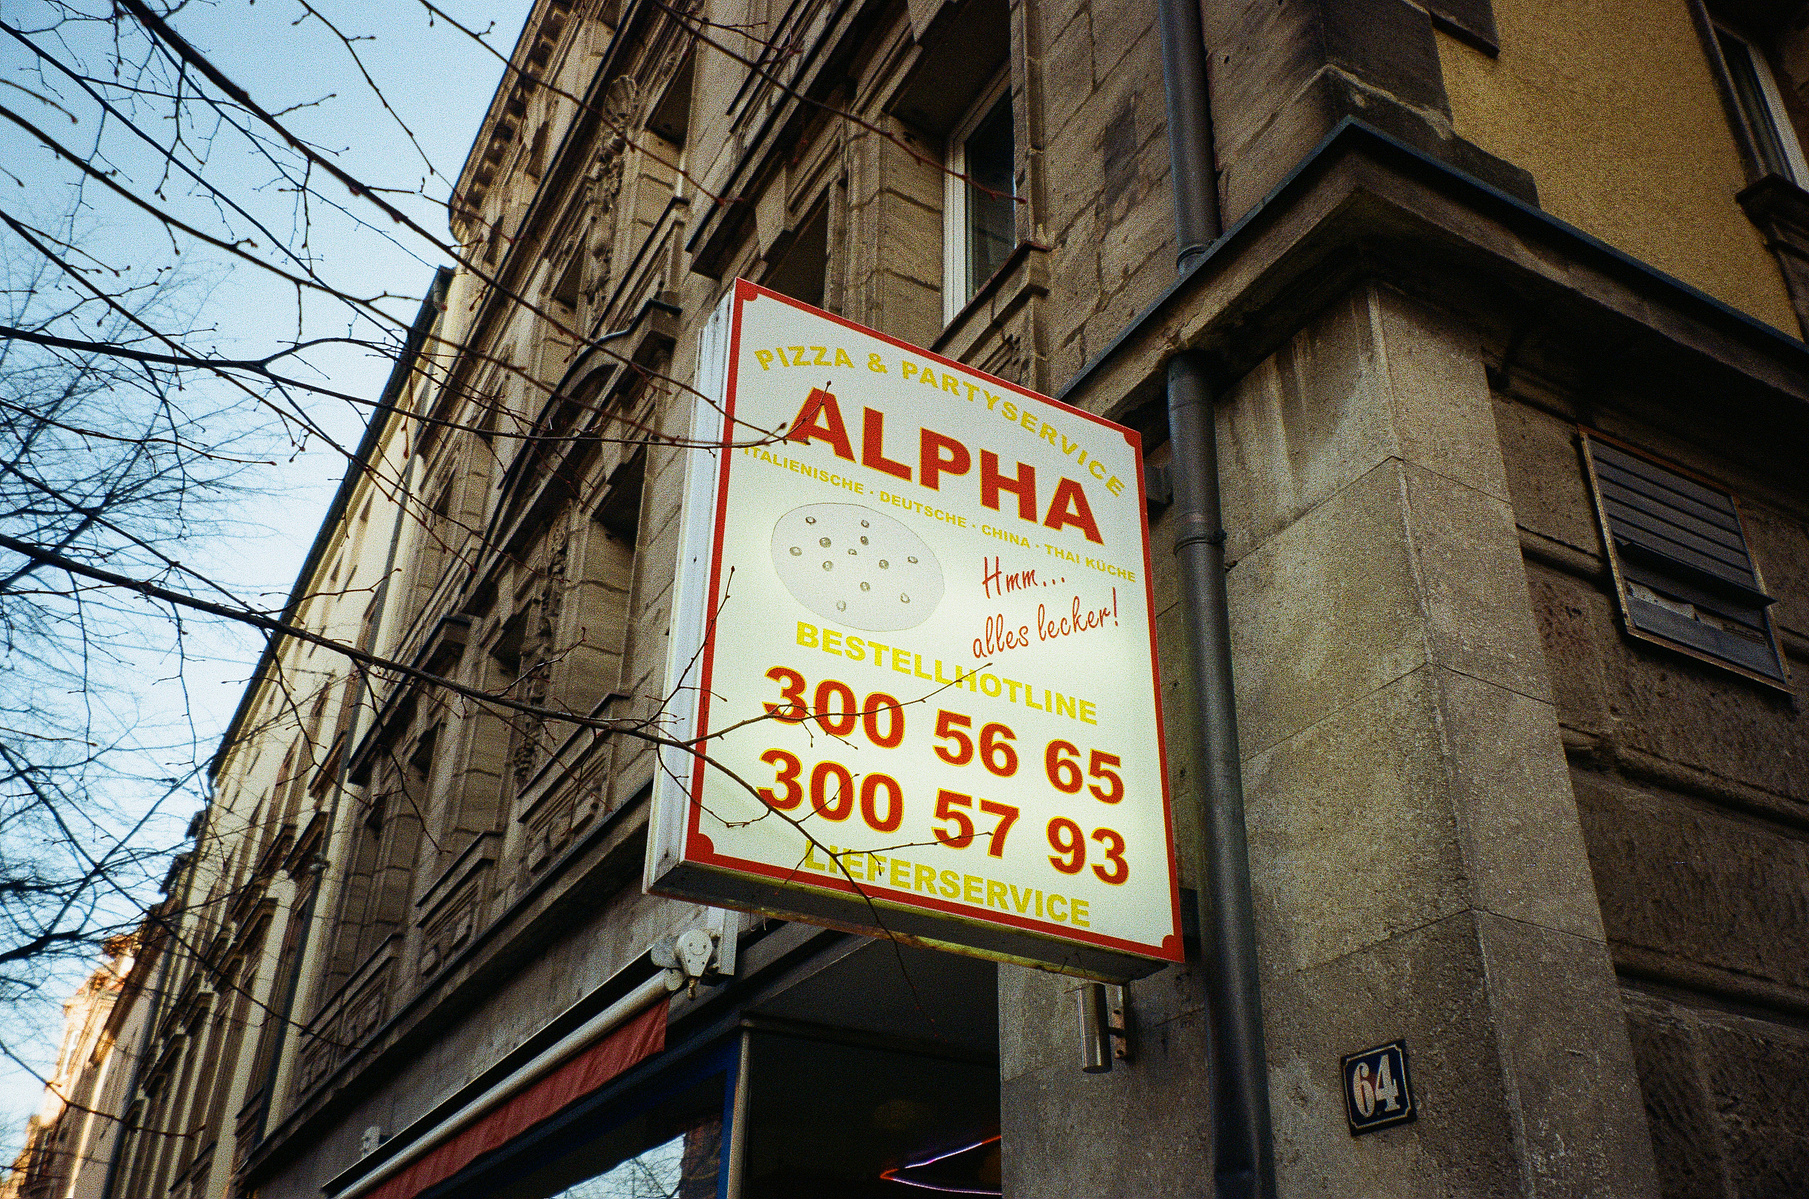 PIZZA & PARTYSERVICE
ALPHA
ITALIENISCHE · DEUTSCHE · CHINA · THAI KÜCHE
Hmm...
alles lecker!
BESTELLHOTLINE
300 56 65
300 57 93
LIEFERSERVICE
64